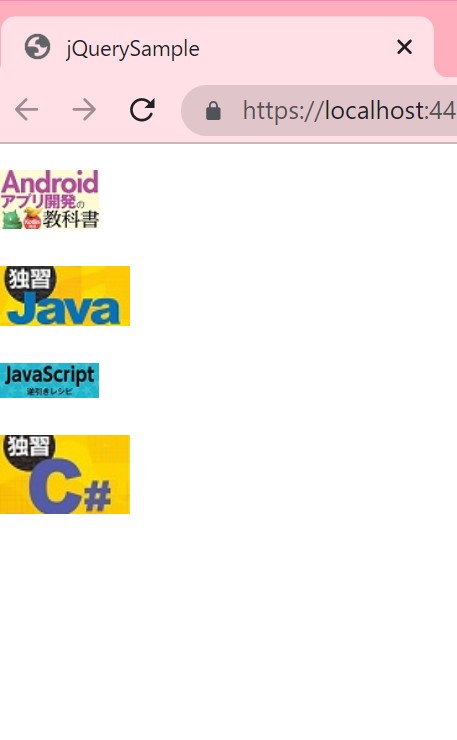 jQuerySample
https://localhost:44
Android
アプリ開発の
教科書
独習
Java
JavaScript
逆引きレシピ
独習
C#